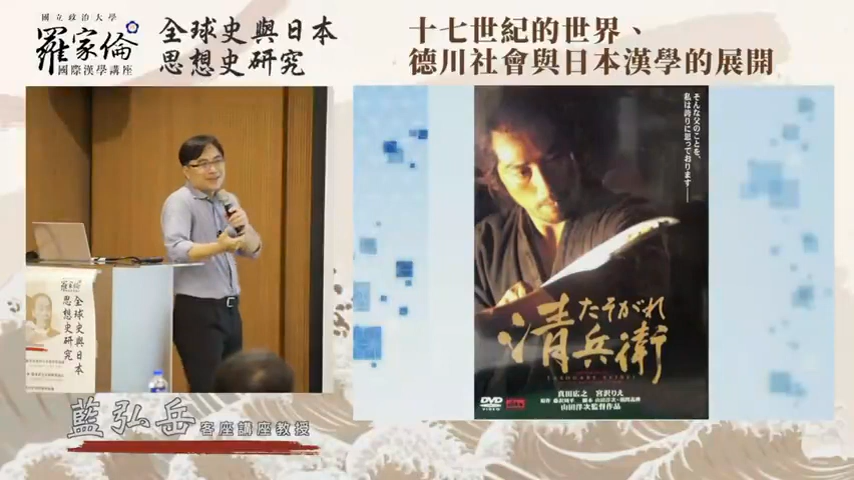 國立政治大學
羅家倫
國際漢學講座
全球史與日本
思想史研究
十七世紀的世界、
德川社會與日本漢學的展開
そんな父のことを、
私は誇りに思っております――
たそがれ
清兵衛
真田広之 宮沢りえ
山田洋次監督作品
DVD
VIDEO
羅家倫
全球史與日本
思想史研究
藍弘岳 客座講座教授